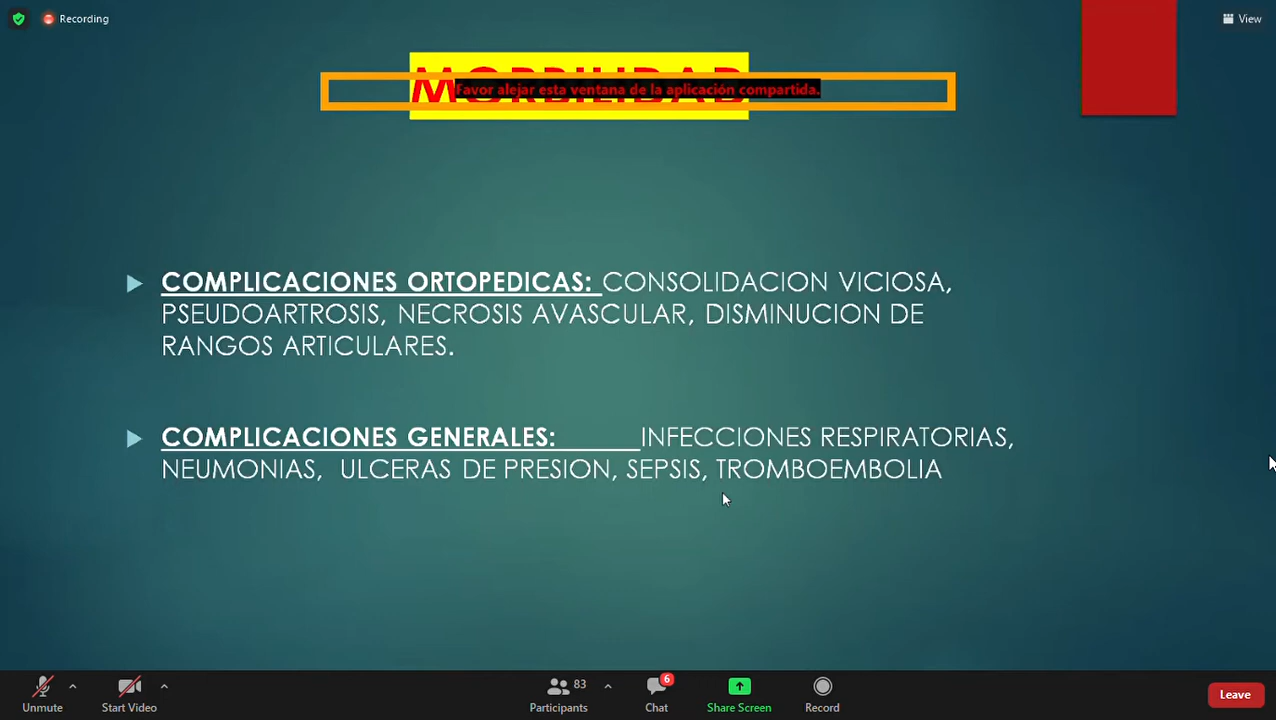 Recording
View
MORBILIDAD
Favor alejar esta ventana de la aplicación compartida.
COMPLICACIONES ORTOPEDICAS: CONSOLIDACION VICIOSA,
PSEUDOARTROSIS, NECROSIS AVASCULAR, DISMINUCION DE
RANGOS ARTICULARES.
COMPLICACIONES GENERALES: INFECCIONES RESPIRATORIAS,
NEUMONIAS, ULCERAS DE PRESION, SEPSIS, TROMBOEMBOLIA
6
83
Unmute
Start Video
Participants
Chat
Share Screen
Record
Leave